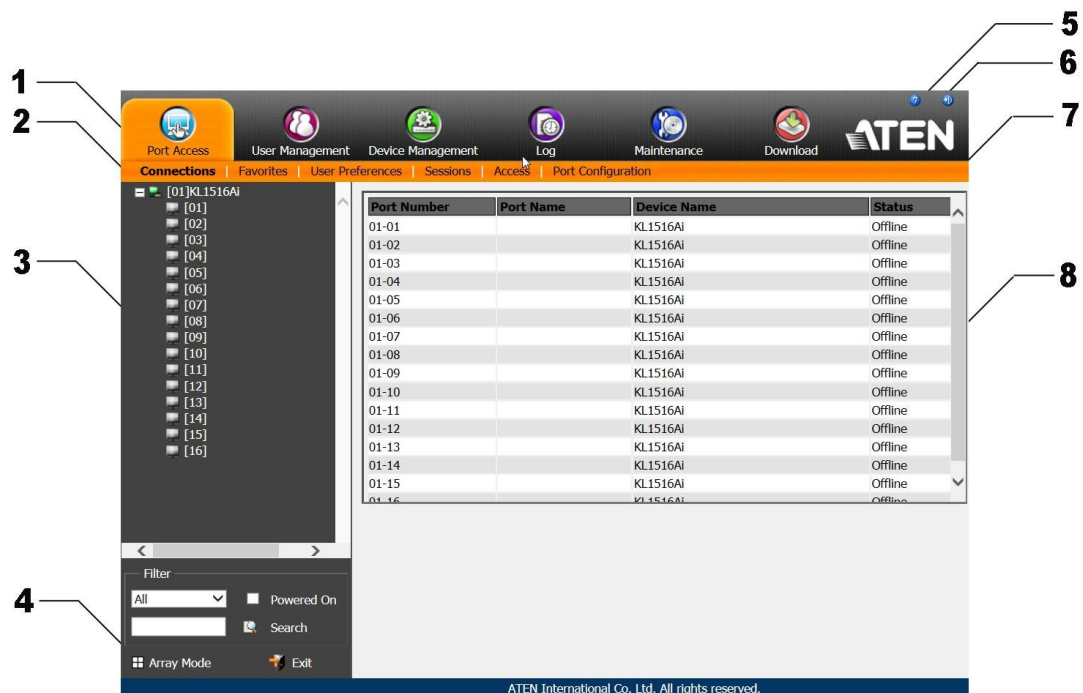 5
6
1
2
7
Port Access User Management Device Management Log Maintenance Download ATEN
Connections | Favorites | User Preferences | Sessions | Access | Port Configuration
[01]KL1516Ai
[01]
[02]
[03]
[04]
[05]
[06]
[07]
[08]
[09]
[10]
[11]
[12]
[13]
[14]
[15]
[16]
3
Port Number Port Name Device Name Status
01-01 KL1516Ai Offline
01-02 KL1516Ai Offline
01-03 KL1516Ai Offline
01-04 KL1516Ai Offline
01-05 KL1516Ai Offline
01-06 KL1516Ai Offline
01-07 KL1516Ai Offline
01-08 KL1516Ai Offline
01-09 KL1516Ai Offline
01-10 KL1516Ai Offline
01-11 KL1516Ai Offline
01-12 KL1516Ai Offline
01-13 KL1516Ai Offline
01-14 KL1516Ai Offline
01-15 KL1516Ai Offline
01-16 KL1516Ai Offline
8
Filter
All Powered On
Search
4
Array Mode Exit
ATEN International Co. Ltd. All rights reserved.